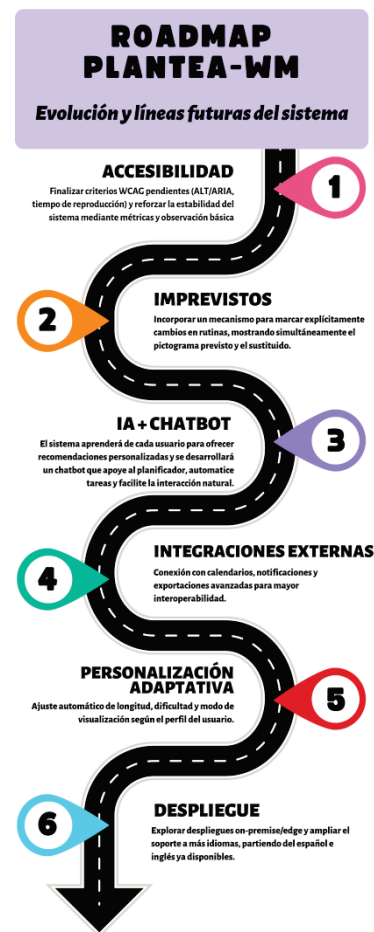 ROADMAP
PLANTEA-WM
Evolución y líneas futuras del sistema
ACCESIBILIDAD
Finalizar criterios WCAG pendientes (ALT/ARIA,
tiempo de reproducción) y reforzar la estabilidad del
sistema mediante métricas y observación básica
1
IMPREVISTOS
Incorporar un mecanismo para marcar explícitamente
cambios en rutinas, mostrando simultáneamente el
pictograma previsto y el sustituido.
2
IA + CHATBOT
El sistema aprenderá de cada usuario para ofrecer
recomendaciones personalizadas y se desarrollará
un chatbot que apoye al planificador, automatice
tareas y facilite la interacción natural.
3
INTEGRACIONES EXTERNAS
Conexión con calendarios, notificaciones y
exportaciones avanzadas para mayor
interoperabilidad.
4
PERSONALIZACIÓN
ADAPTATIVA
Ajuste automático de longitud, dificultad y modo de
visualización según el perfil del usuario.
5
DESPLIEGUE
Explorar despliegues on-premise/edge y ampliar el
soporte a más idiomas, partiendo del español e
inglés ya disponibles.
6